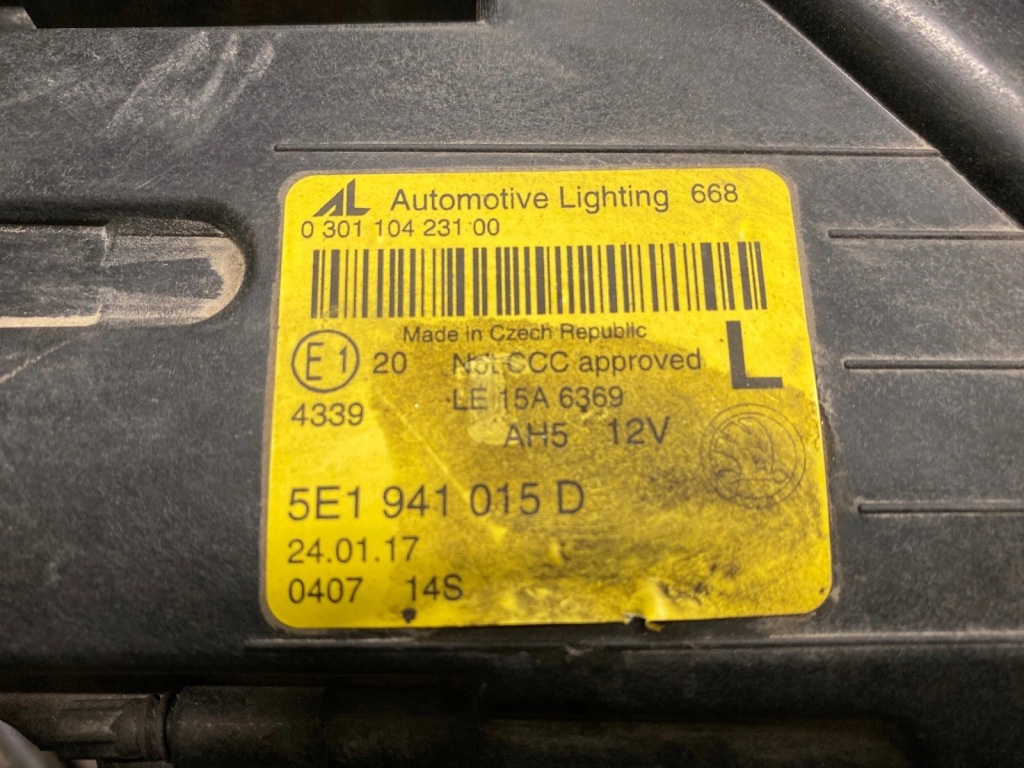 AL Automotive Lighting 668
0 301 104 231 00
Made in Czech Republic
L
E1 20 Not CCC approved
4339 LE 15A 6369
AH5 12V
5E1 941 015 D
24.01.17
0407 14S